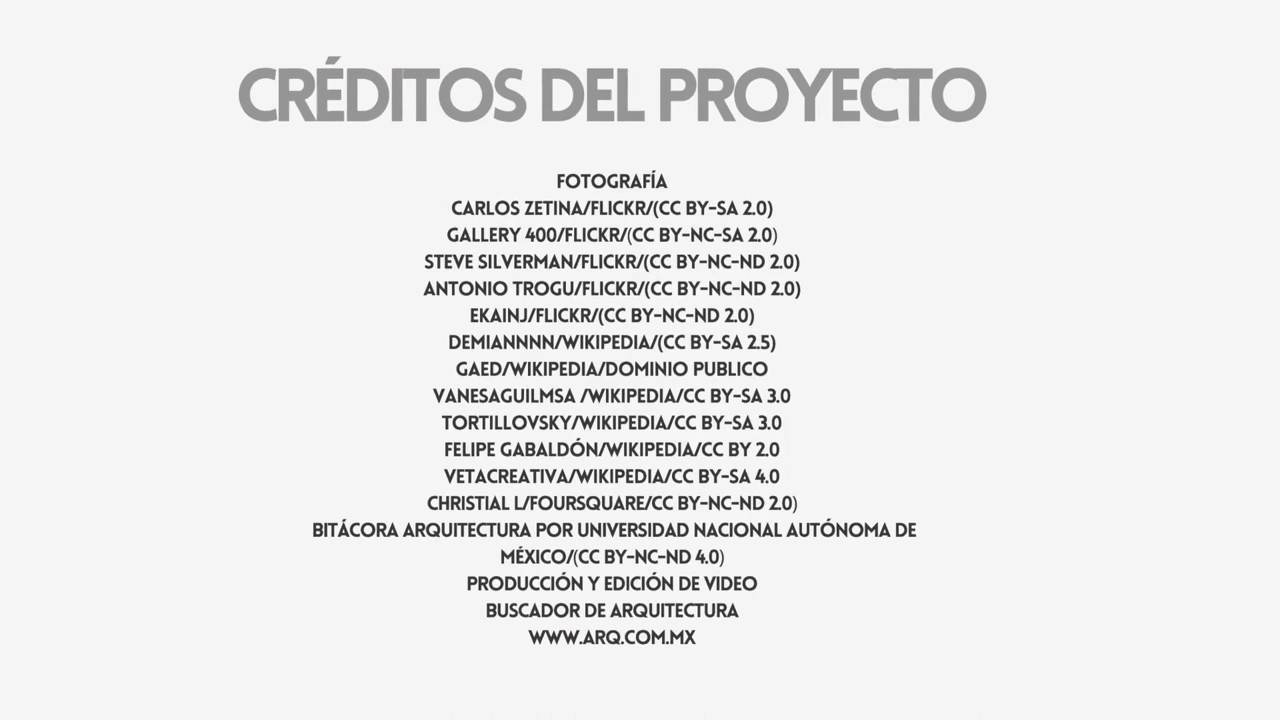 CRÉDITOS DEL PROYECTO
FOTOGRAFÍA
CARLOS ZETINA/FLICKR/(CC BY-SA 2.0)
GALLERY 400/FLICKR/(CC BY-NC-SA 2.0)
STEVE SILVERMAN/FLICKR/(CC BY-NC-ND 2.0)
ANTONIO TROGU/FLICKR/(CC BY-NC-ND 2.0)
EKAINJ/FLICKR/(CC BY-NC-ND 2.0)
DEMIANNNN/WIKIPEDIA/(CC BY-SA 2.5)
GAED/WIKIPEDIA/DOMINIO PUBLICO
VANESAGUILMSA /WIKIPEDIA/CC BY-SA 3.0
TORTILLOVSKY/WIKIPEDIA/CC BY-SA 3.0
FELIPE GABALDÓN/WIKIPEDIA/CC BY 2.0
VETACREATIVA/WIKIPEDIA/CC BY-SA 4.0
CHRISTIAL L/FOURSQUARE/CC BY-NC-ND 2.0)
BITÁCORA ARQUITECTURA POR UNIVERSIDAD NACIONAL AUTÓNOMA DE
MÉXICO/(CC BY-NC-ND 4.0)
PRODUCCIÓN Y EDICIÓN DE VIDEO
BUSCADOR DE ARQUITECTURA
WWW.ARQ.COM.MX